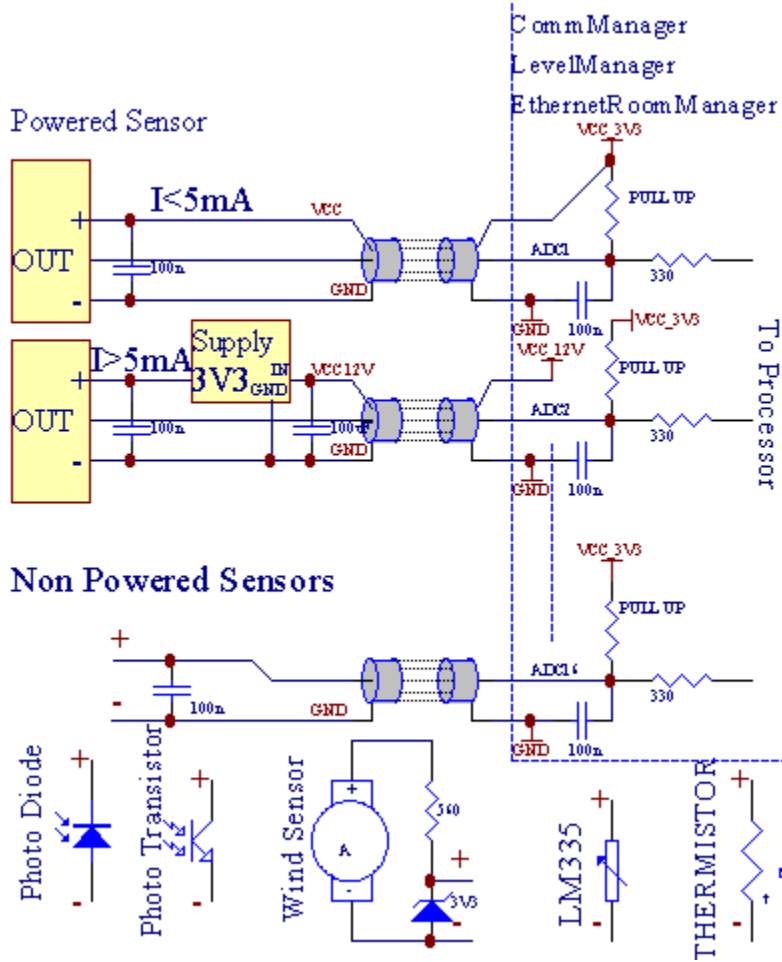 CommManager
LevelManager
EthernetRoomManager
Powered Sensor
VCC_3V3
I<5mA
VCC
PULL UP
+
OUT
ADC1
100n
330
-
GND
GND
100n
VCC_3V3
I>5mA
Supply
3V3
IN
GND
VCC12V
VCC_12V
PULL UP
To Processor
+
OUT
ADC2
100n
100n
330
-
GND
GND
100n
VCC_3V3
Non Powered Sensors
PULL UP
+
ADC16
-
100n
GND
330
GND
100n
Photo Diode
+
-
Photo Transistor
+
-
Wind Sensor
+
A
-
560
+
3V3
-
LM335
+
-
THERMISTOR
+
t
-